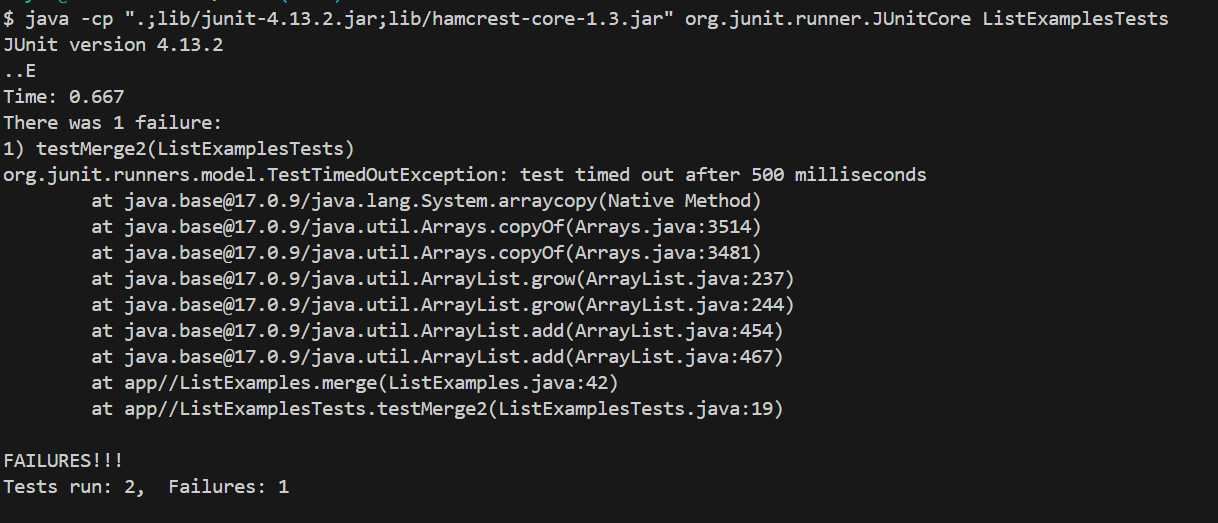 $ java -cp ".;lib/junit-4.13.2.jar;lib/hamcrest-core-1.3.jar" org.junit.runner.JUnitCore ListExamplesTests
JUnit version 4.13.2
..E
Time: 0.667
There was 1 failure:
1) testMerge2(ListExamplesTests)
org.junit.runners.model.TestTimedOutException: test timed out after 500 milliseconds
        at java.base@17.0.9/java.lang.System.arraycopy(Native Method)
        at java.base@17.0.9/java.util.Arrays.copyOf(Arrays.java:3514)
        at java.base@17.0.9/java.util.Arrays.copyOf(Arrays.java:3481)
        at java.base@17.0.9/java.util.ArrayList.grow(ArrayList.java:237)
        at java.base@17.0.9/java.util.ArrayList.grow(ArrayList.java:244)
        at java.base@17.0.9/java.util.ArrayList.add(ArrayList.java:454)
        at java.base@17.0.9/java.util.ArrayList.add(ArrayList.java:467)
        at app//ListExamples.merge(ListExamples.java:42)
        at app//ListExamplesTests.testMerge2(ListExamplesTests.java:19)
FAILURES!!!
Tests run: 2,  Failures: 1